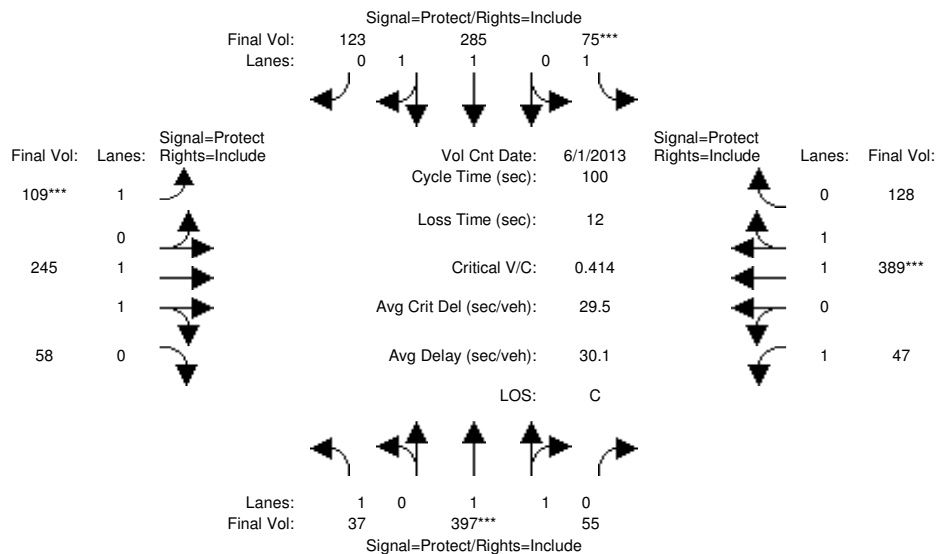 Signal=Protect/Rights=Include
Final Vol: 123 285 75***
Lanes: 0 1 1 0 1
Signal=Protect
Final Vol: Lanes: Rights=Include
Vol Cnt Date: 6/1/2013
Signal=Protect
Rights=Include Lanes: Final Vol:
Cycle Time (sec): 100
109*** 1
0 128
Loss Time (sec): 12
0
1
245 1
Critical V/C: 0.414
1 389***
1
Avg Crit Del (sec/veh): 29.5
0
58 0
Avg Delay (sec/veh): 30.1
1 47
LOS: C
Lanes: 1 0 1 1 0
Final Vol: 37 397*** 55
Signal=Protect/Rights=Include